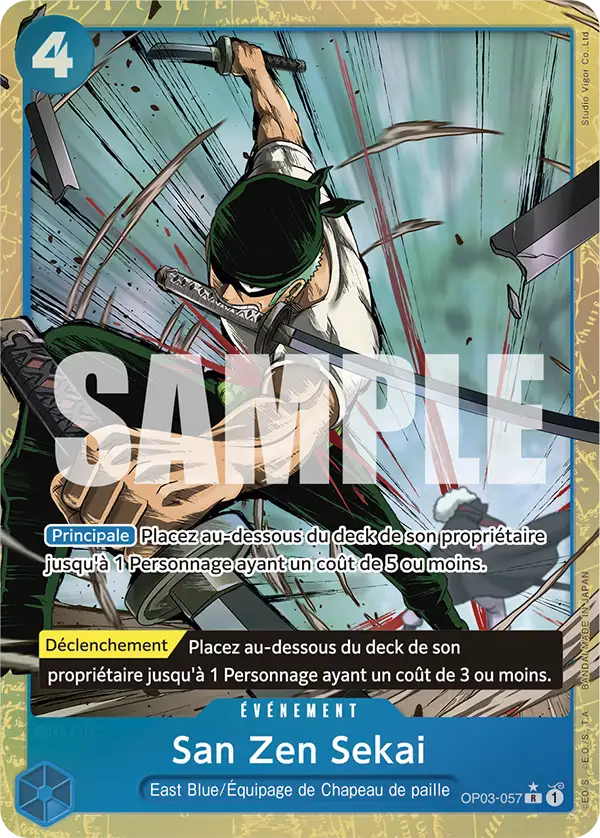 4
Studio Vigor Co.,Ltd
SAMPLE
Principale Placez au-dessous du deck de son propriétaire
jusqu'à 1 Personnage ayant un coût de 5 ou moins.
Déclenchement Placez au-dessous du deck de son
propriétaire jusqu'à 1 Personnage ayant un coût de 3 ou moins.
BANDAI MADE IN JAPAN
ÉVÉNEMENT
San Zen Sekai
East Blue/Équipage de Chapeau de paille
OP03-057 R 1